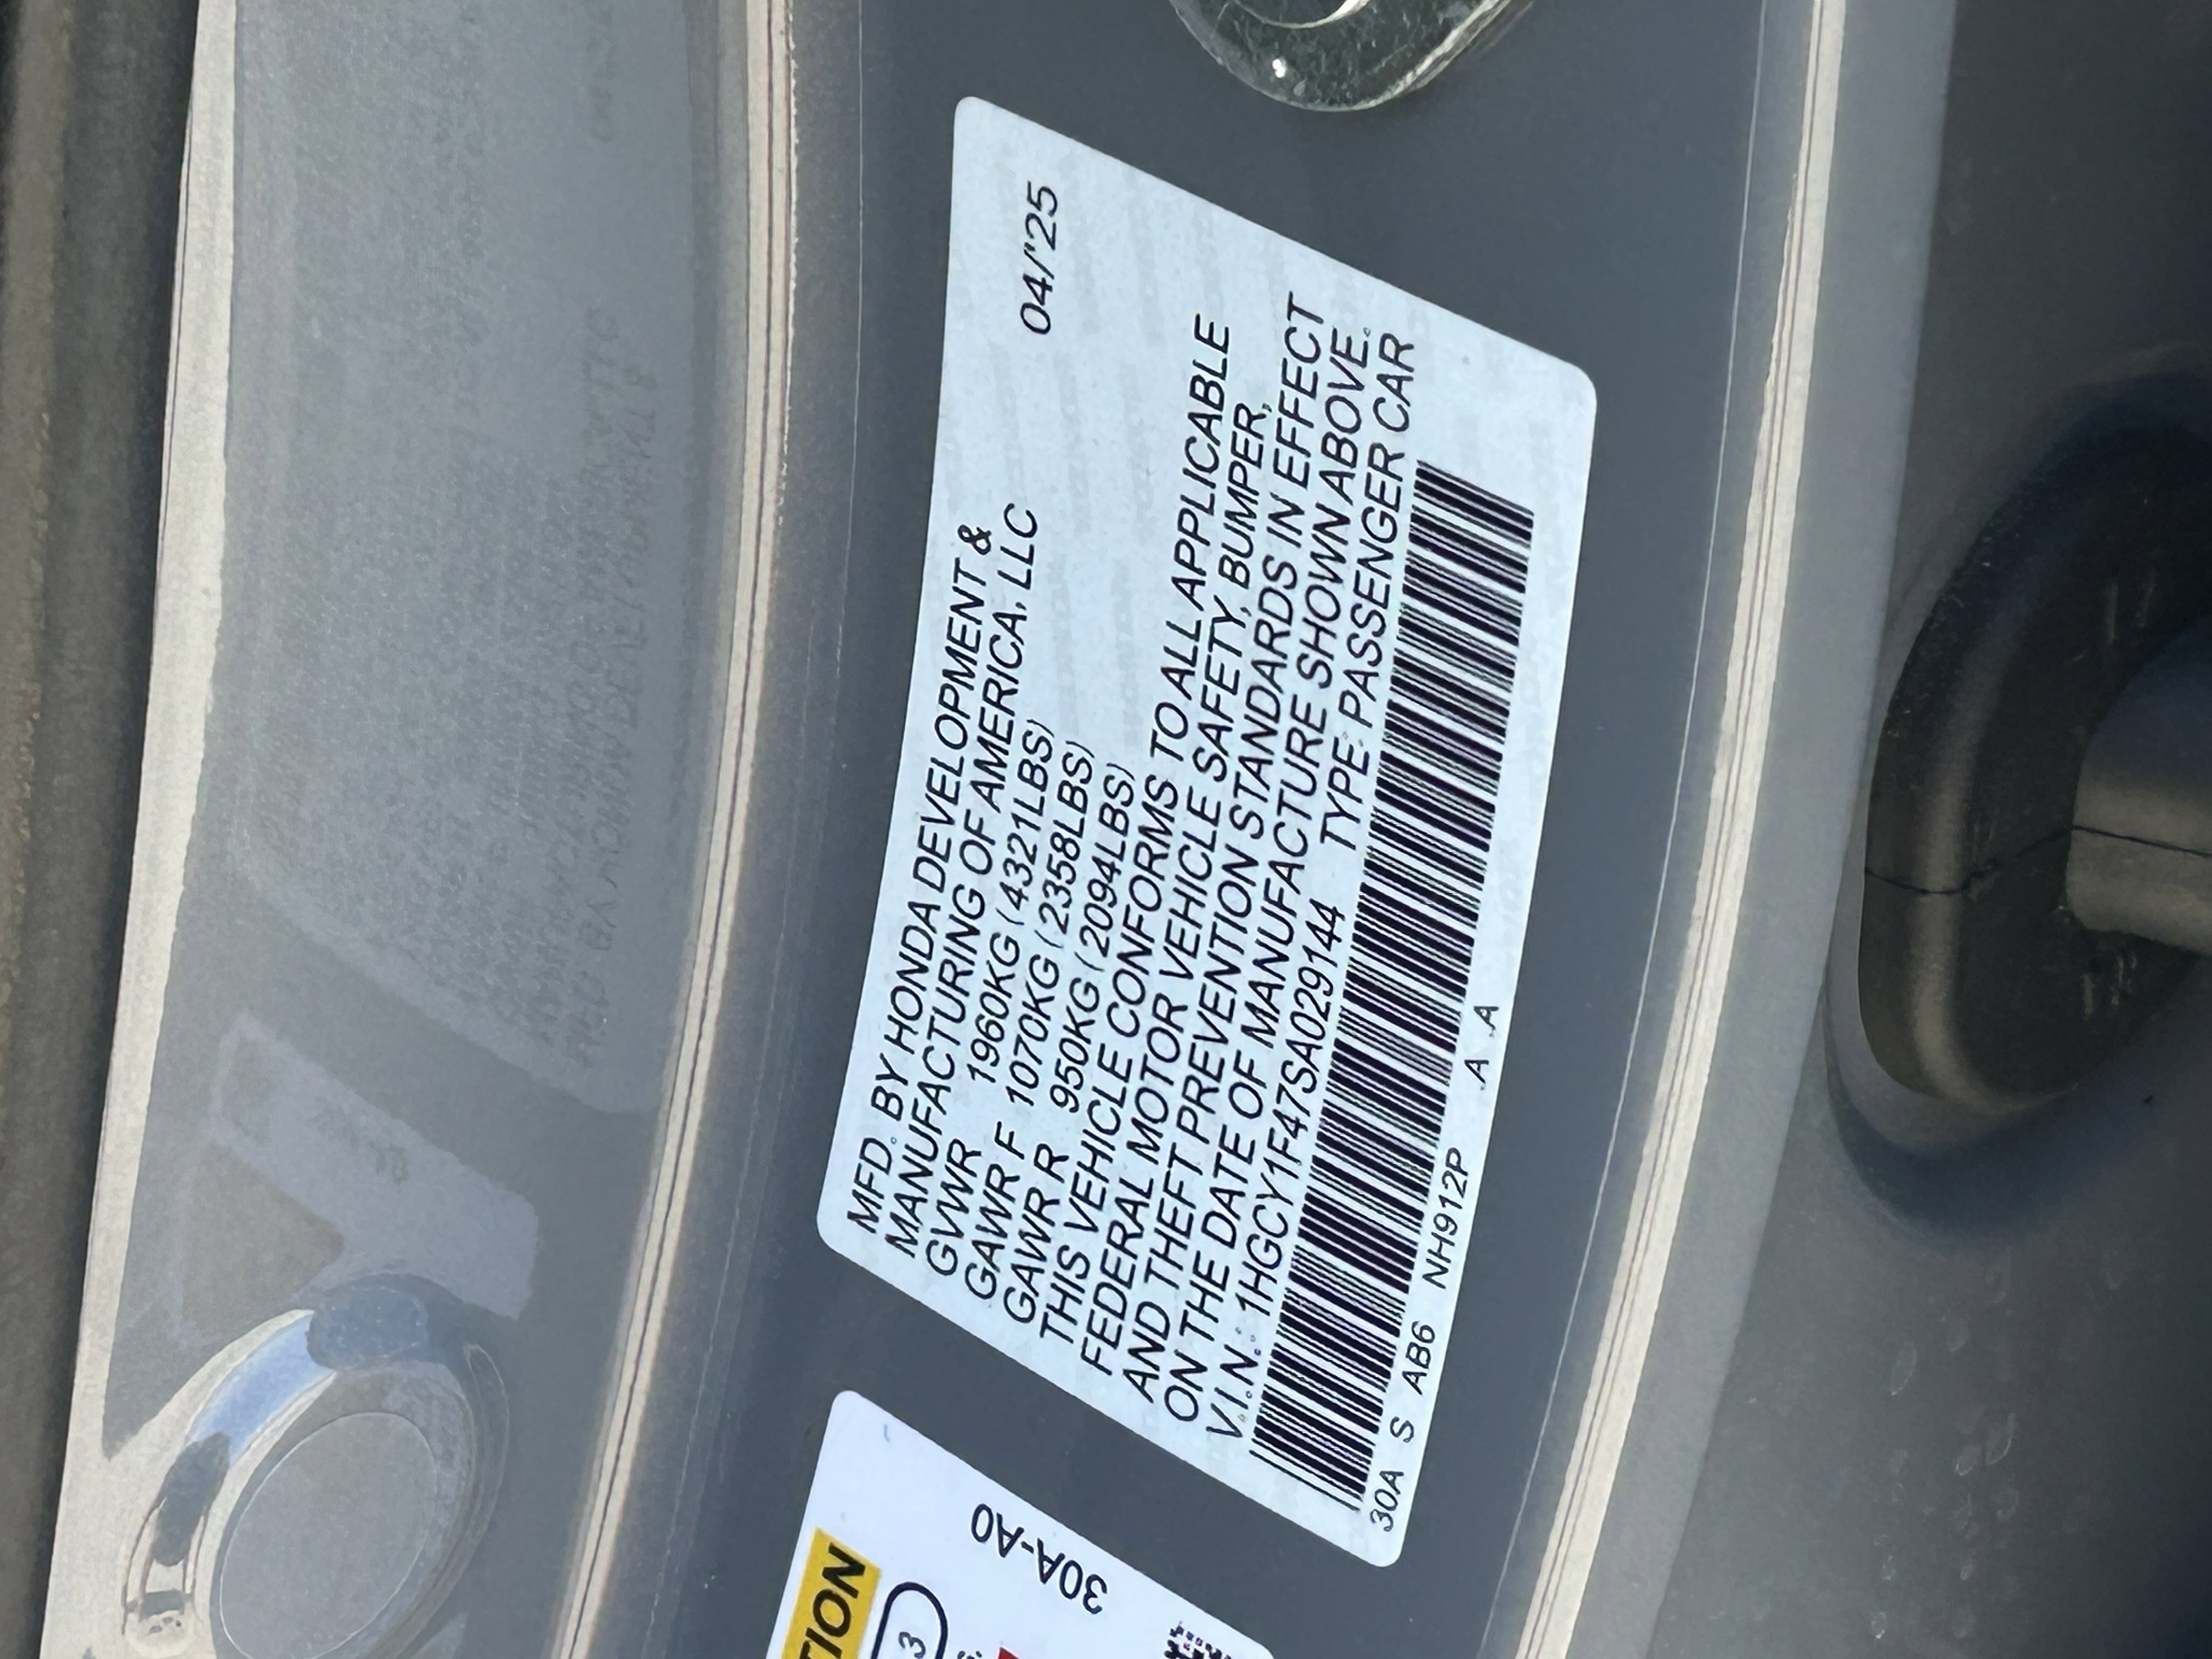 MFD. BY HONDA DEVELOPMENT &
MANUFACTURING OF AMERICA, LLC
04/'25
GVWR 1960KG (4321LBS)
GAWR F 1070KG (2358LBS)
GAWR R 950KG (2094LBS)
THIS VEHICLE CONFORMS TO ALL APPLICABLE
FEDERAL MOTOR VEHICLE SAFETY, BUMPER,
AND THEFT PREVENTION STANDARDS IN EFFECT
ON THE DATE OF MANUFACTURE SHOWN ABOVE.
V.I.N.: 1HGCY1F47SA029144 TYPE: PASSENGER CAR
30A S AB6 NH912P A A
TION
3
30A-A0